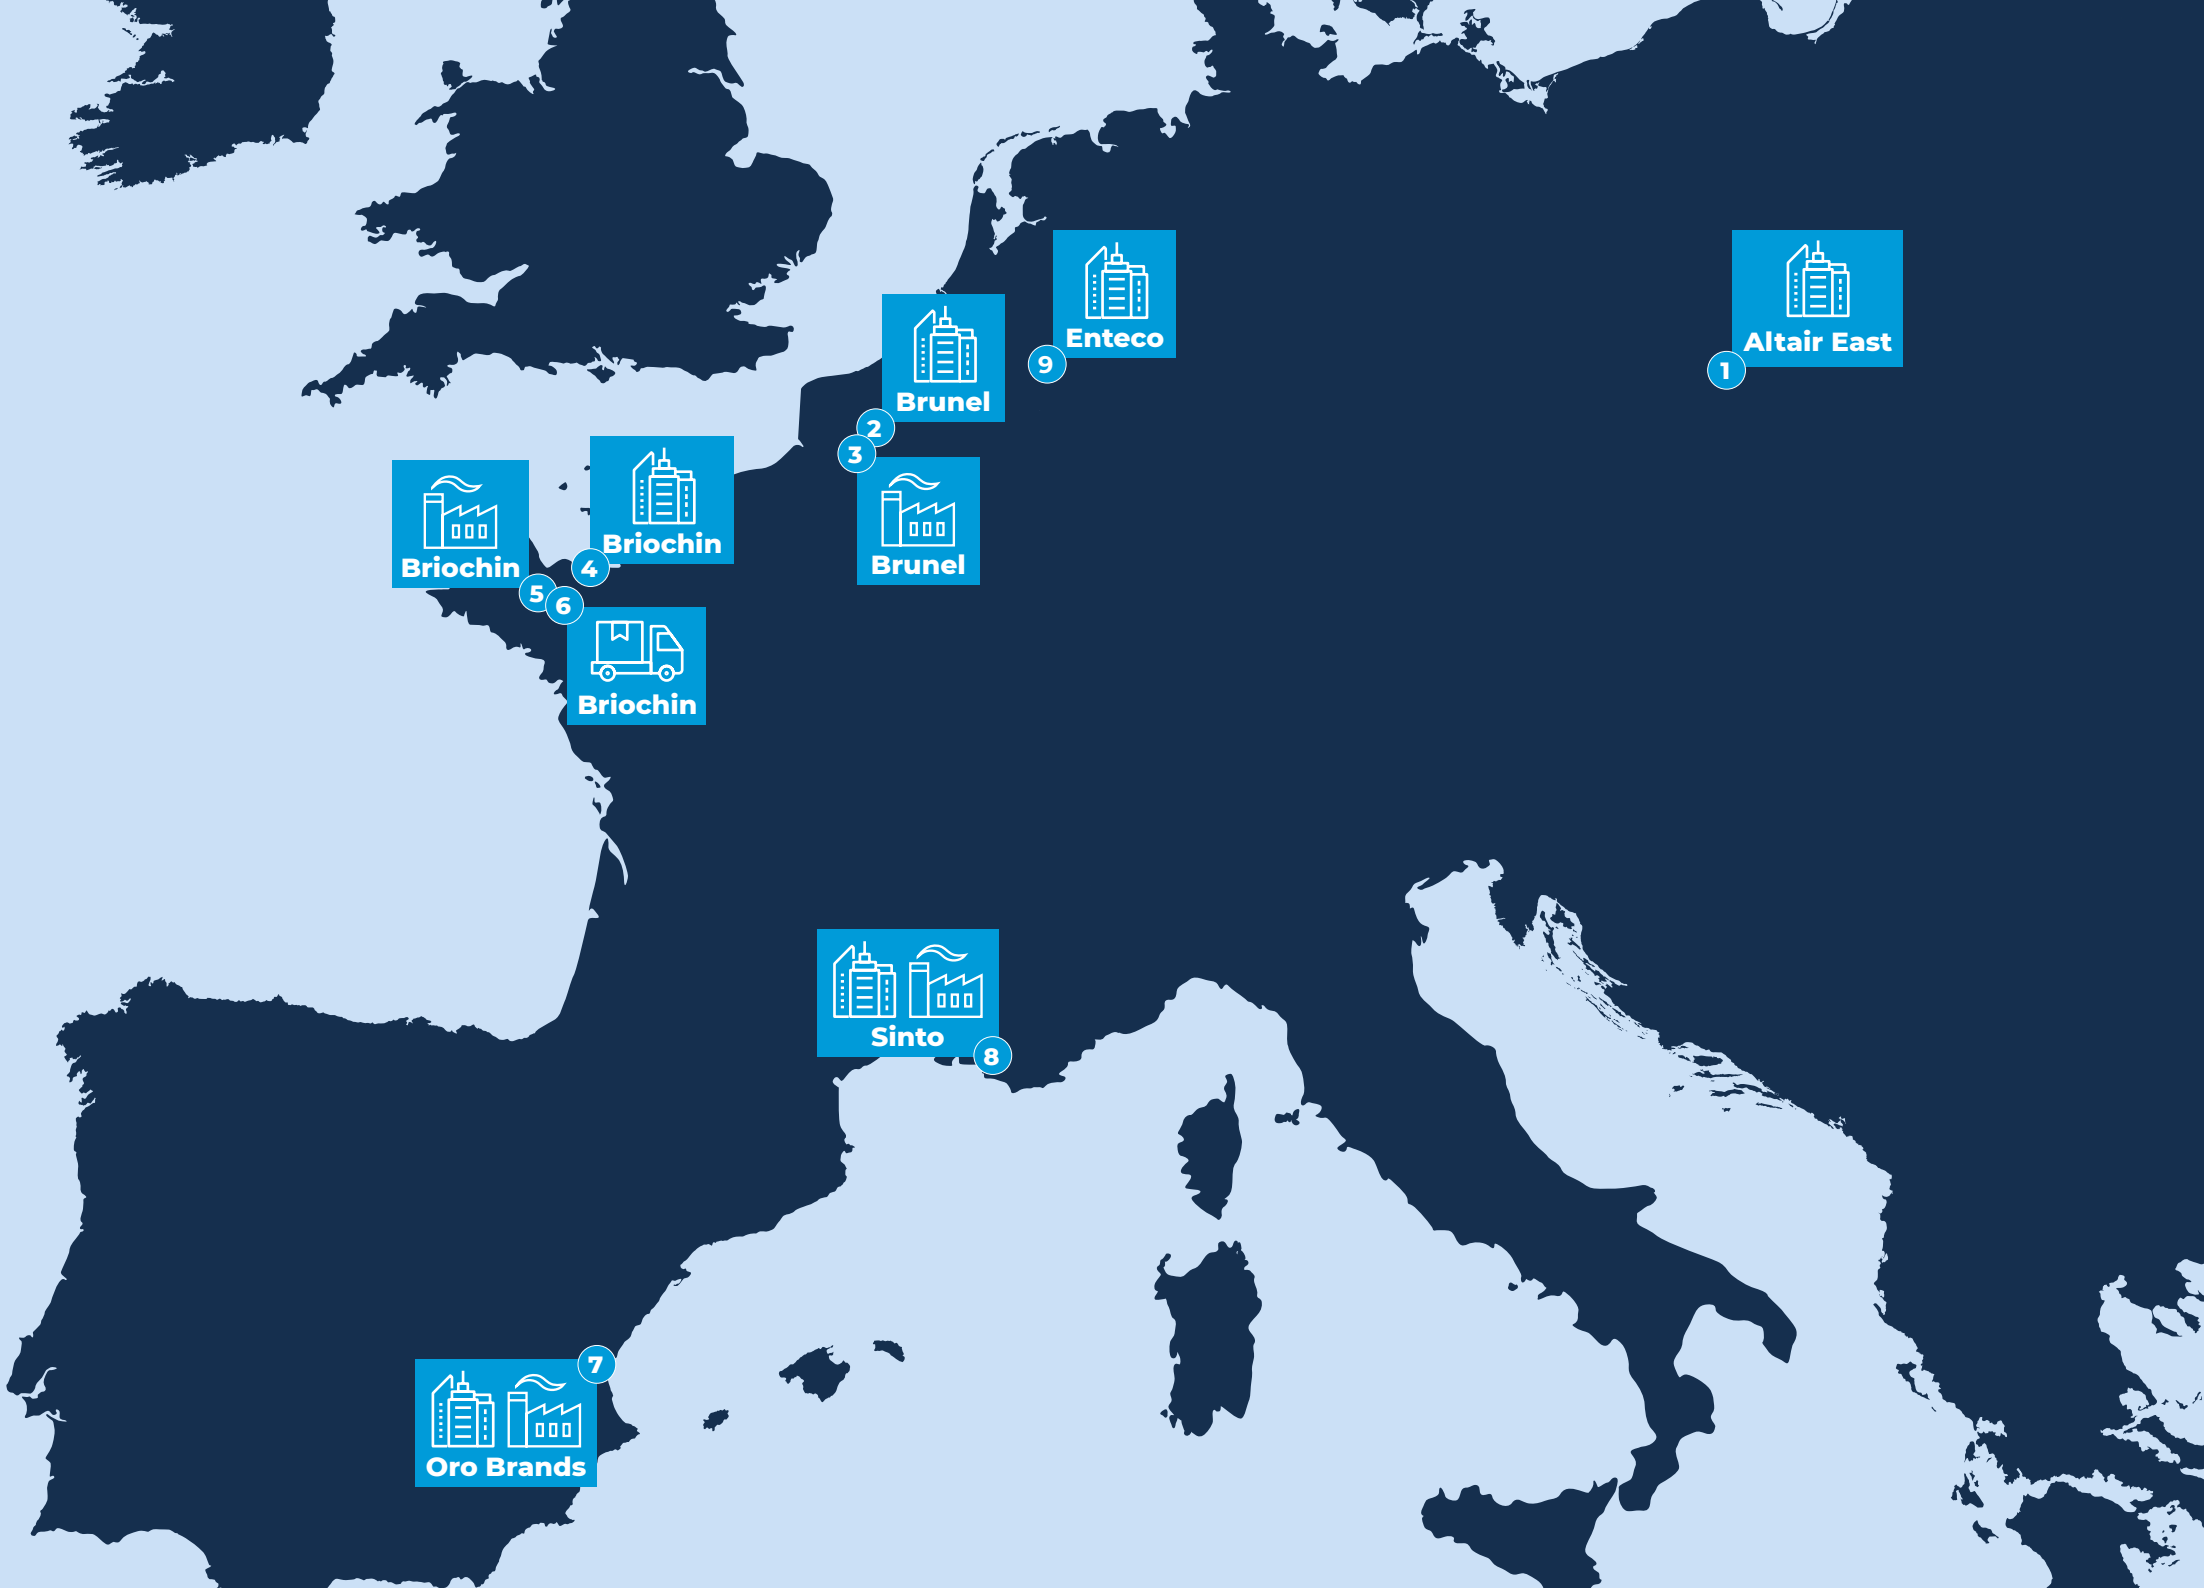 Enteco
9
Altair East
1
Brunel
2
3
Brunel
Briochin
4
Briochin
5
6
Briochin
Sinto
8
7
Oro Brands